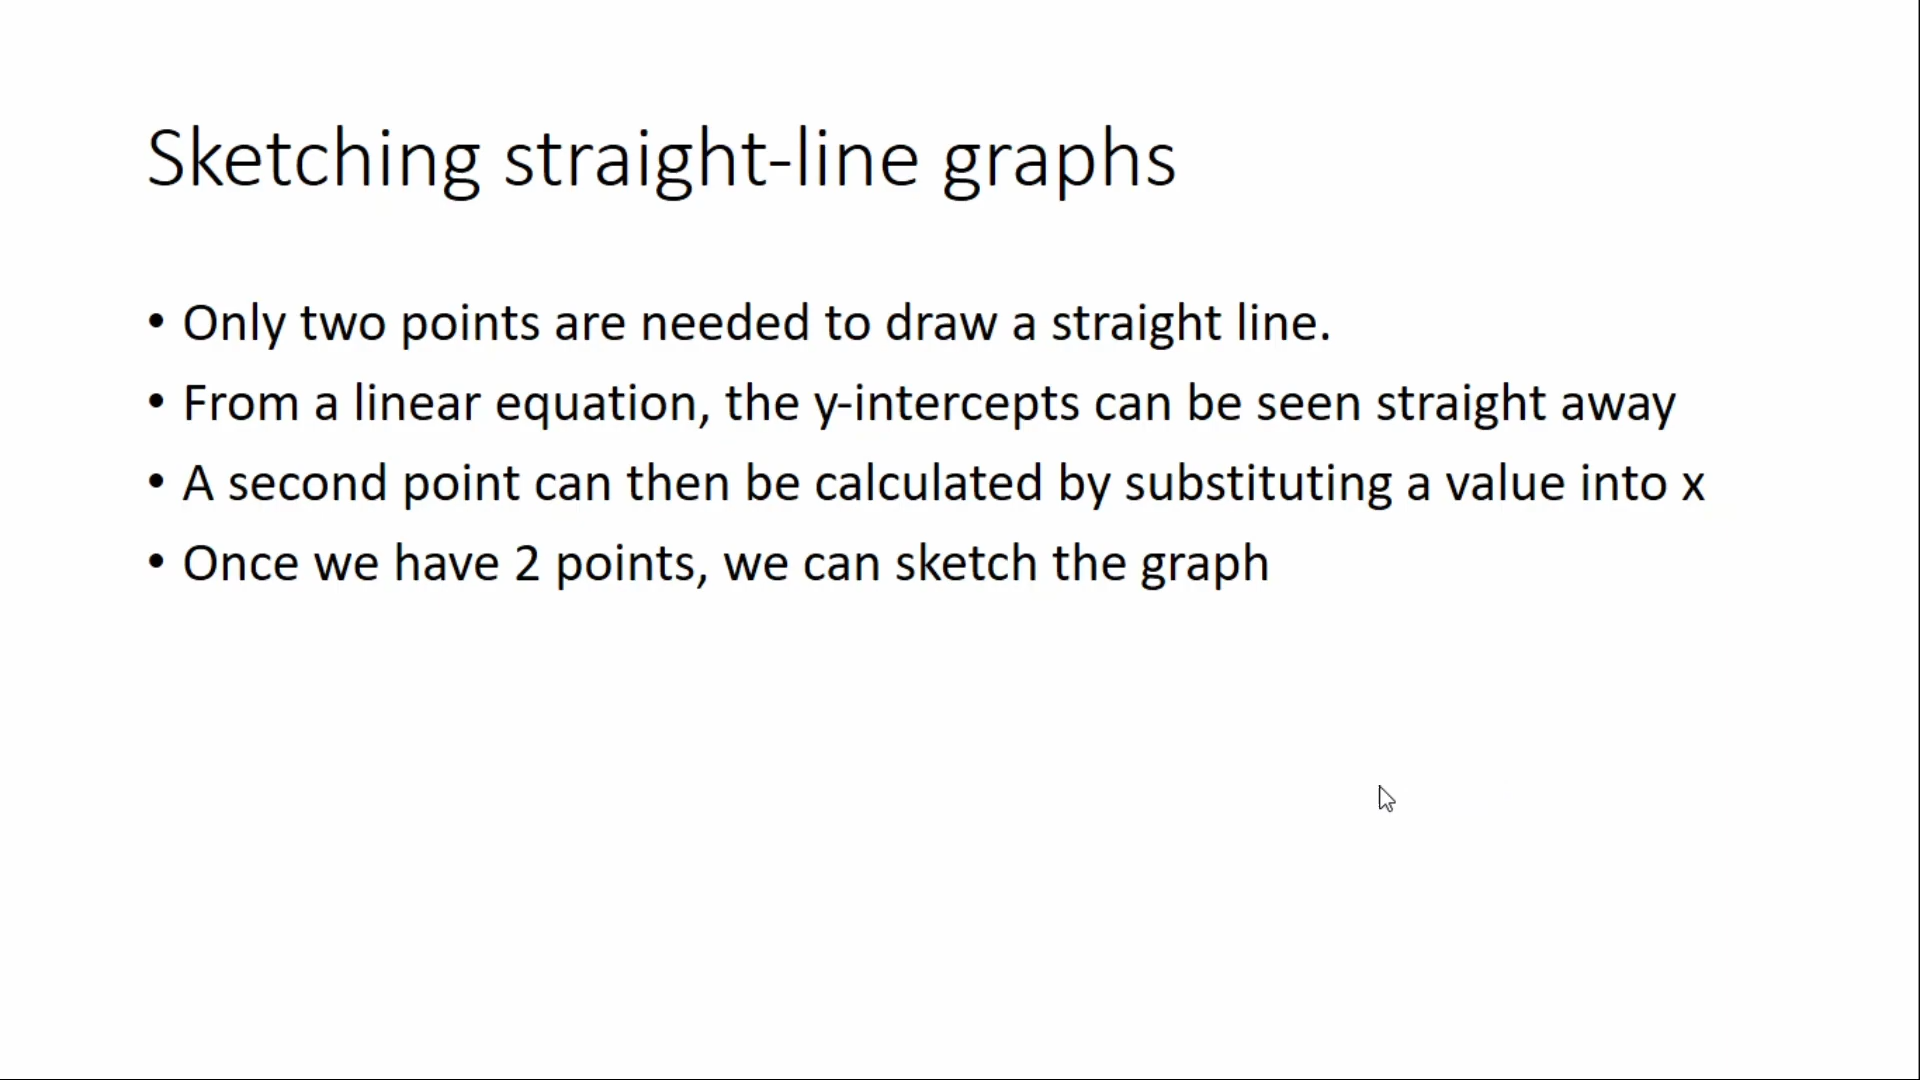 Sketching straight-line graphs
• Only two points are needed to draw a straight line.
• From a linear equation, the y-intercepts can be seen straight away
• A second point can then be calculated by substituting a value into x
• Once we have 2 points, we can sketch the graph